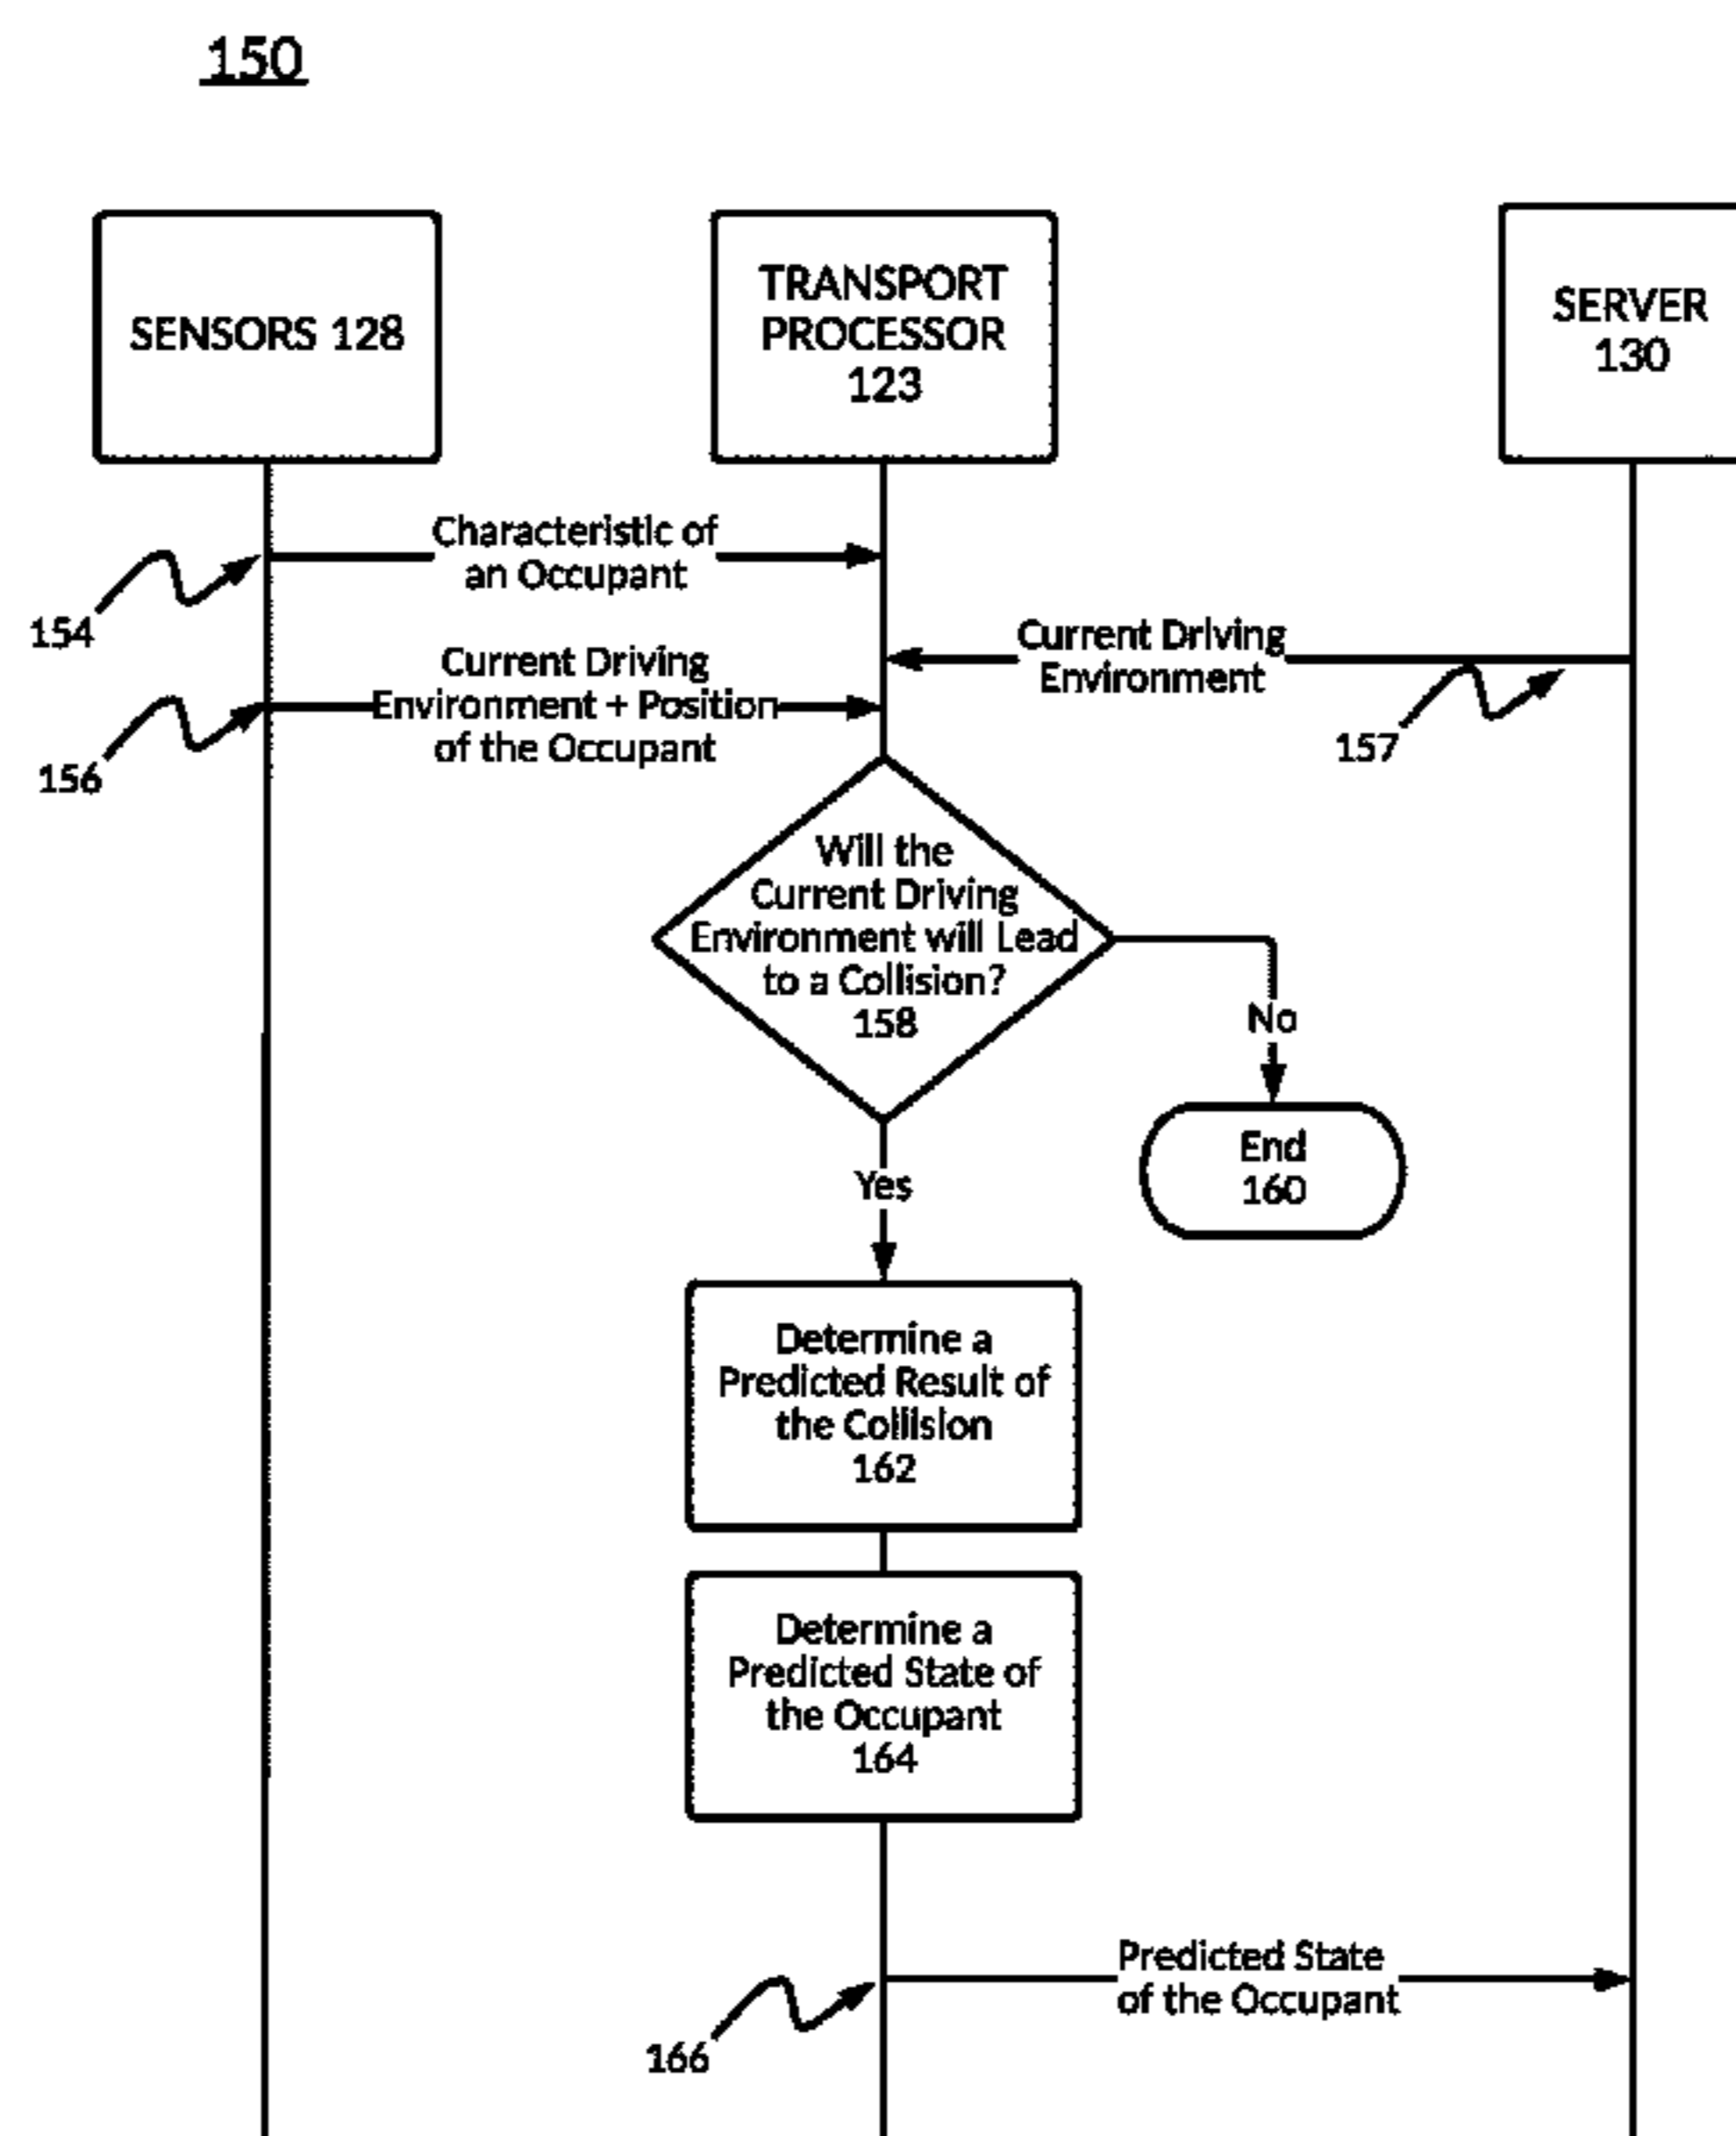 150
SENSORS 128
TRANSPORT
PROCESSOR
123
SERVER
130
Characteristic of
an Occupant
154
Current Driving
Environment
157
Current Driving
Environment + Position
of the Occupant
156
Will the
Current Driving
Environment will Lead
to a Collision?
158
No
End
160
Yes
Determine a
Predicted Result of
the Collision
162
Determine a
Predicted State of
the Occupant
164
Predicted State
of the Occupant
166